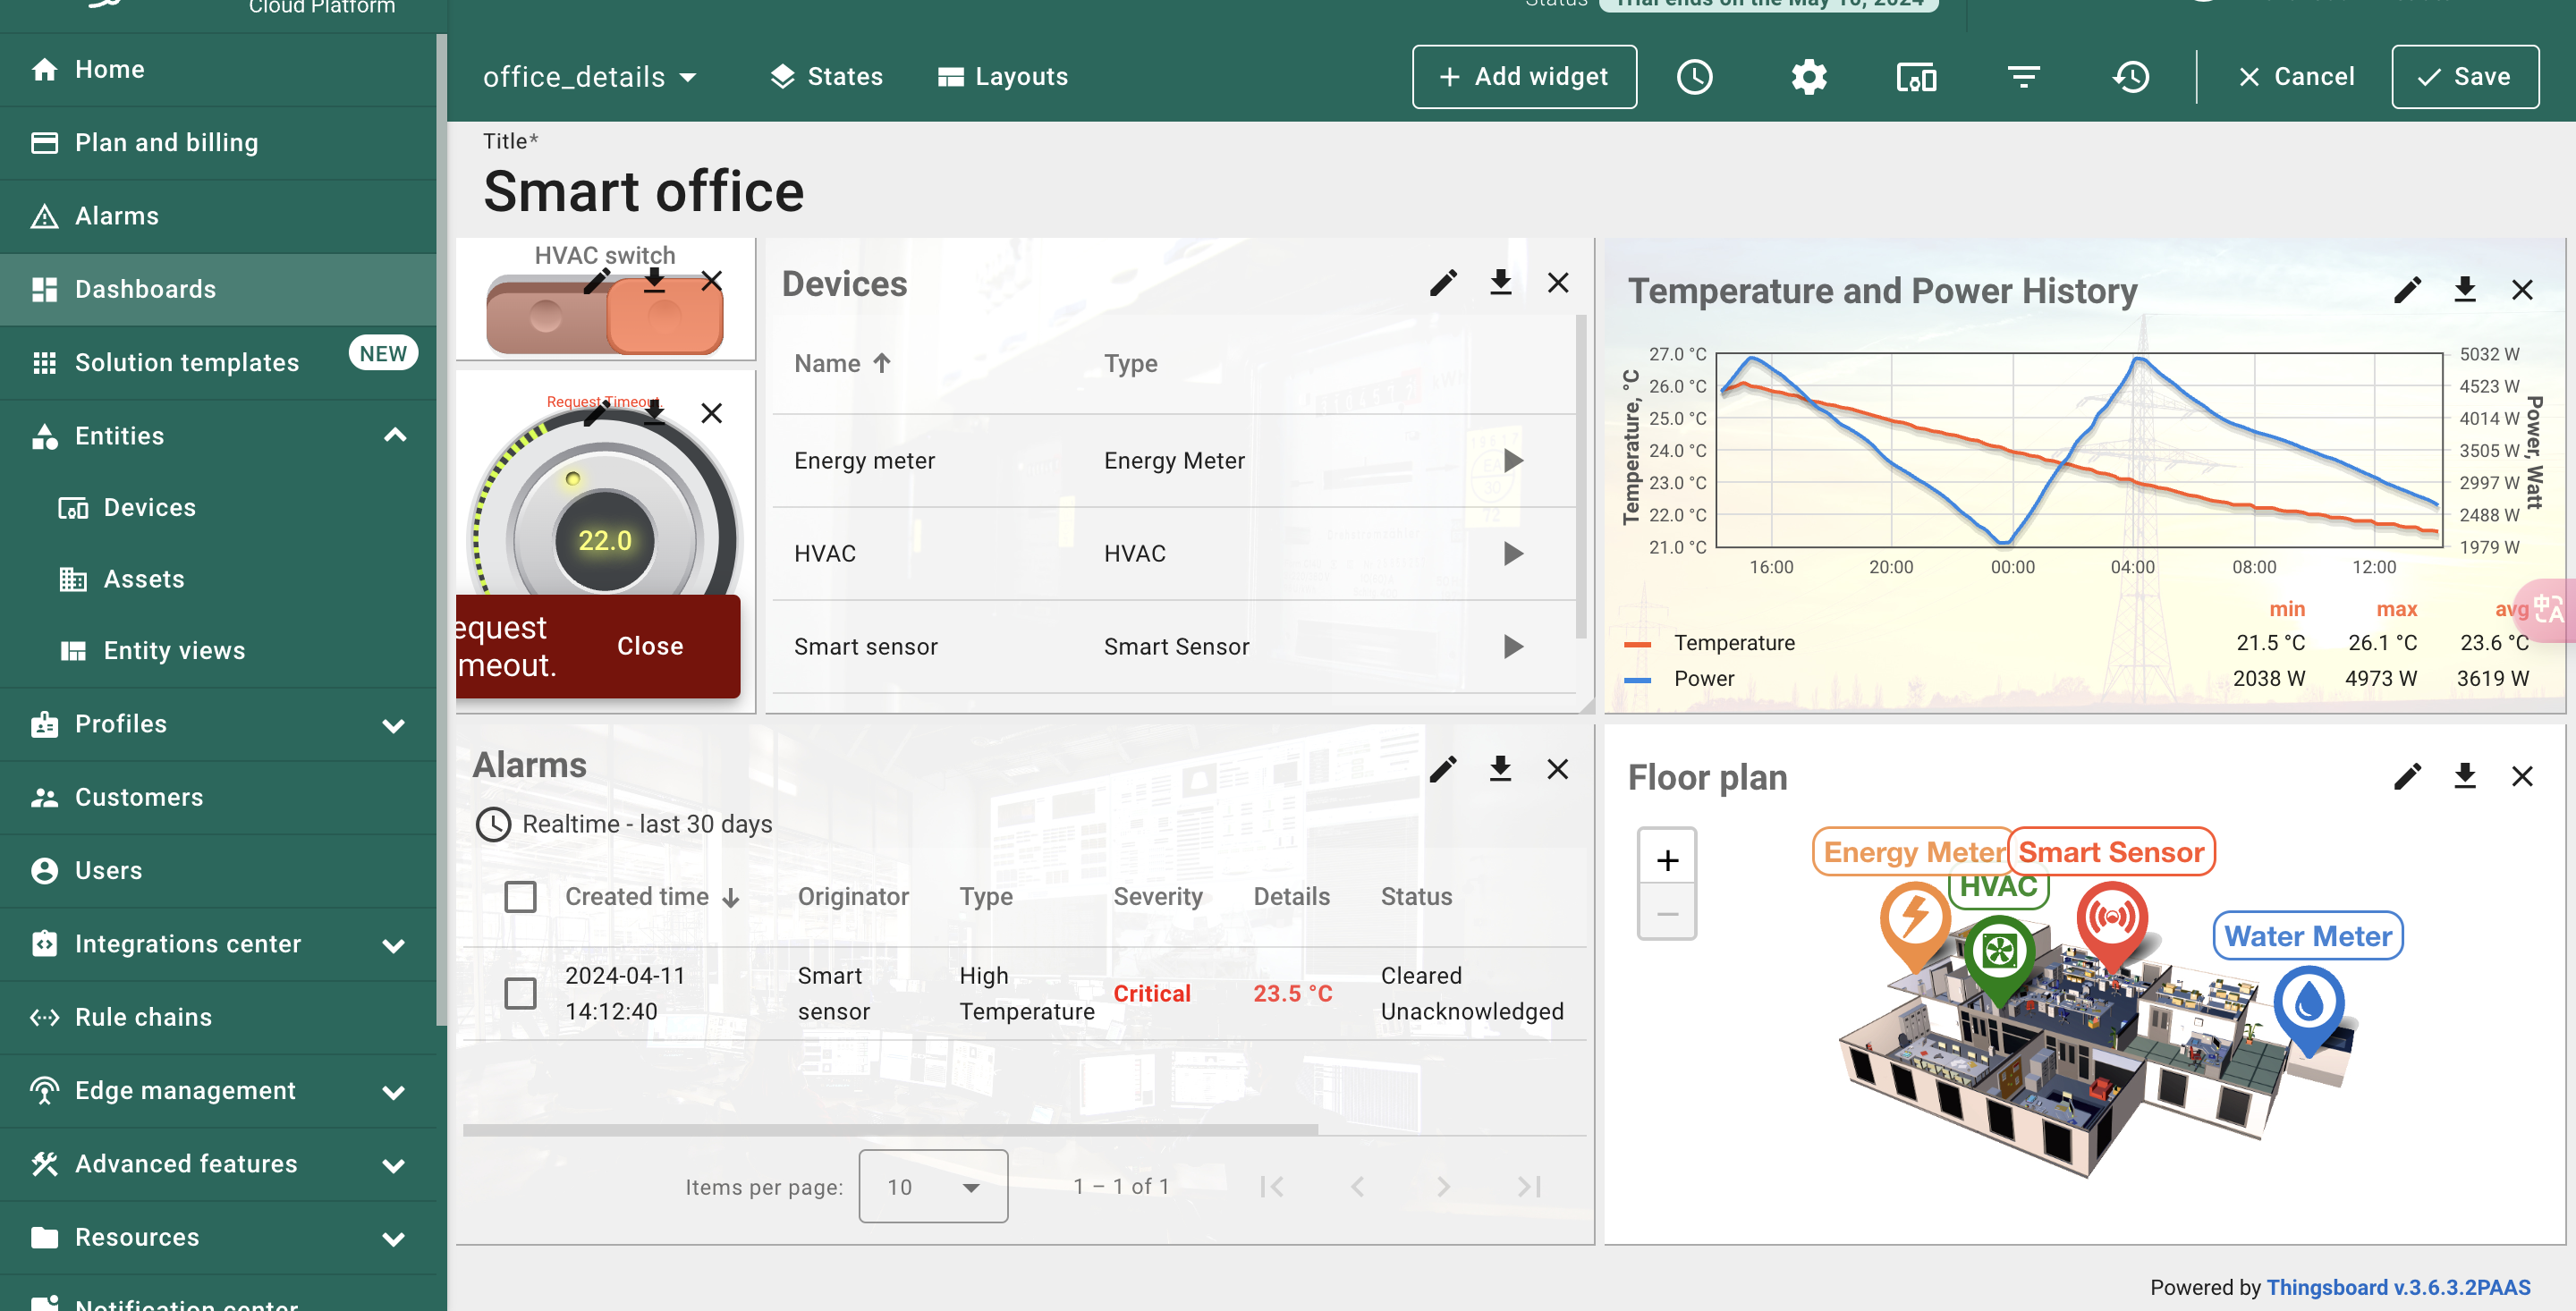 Cloud Platform
Status Trial ends on the May 10, 2024
Home
Plan and billing
Alarms
Dashboards
Solution templates NEW
Entities
Devices
Assets
Entity views
Profiles
Customers
Users
Integrations center
Rule chains
Edge management
Advanced features
Resources
Notification center
office_details States Layouts + Add widget Cancel Save
Title*
Smart office
HVAC switch
Request Timeout.
22.0
equest
meout.
Close
Devices
Name Type
Energy meter Energy Meter
HVAC HVAC
Smart sensor Smart Sensor
Temperature and Power History
Temperature, °C
27.0 °C
26.0 °C
25.0 °C
24.0 °C
23.0 °C
22.0 °C
21.0 °C
5032 W
4523 W
4014 W
3505 W
2997 W
2488 W
1979 W
Power, Watt
16:00 20:00 00:00 04:00 08:00 12:00
min max avg
Temperature 21.5 °C 26.1 °C 23.6 °C
Power 2038 W 4973 W 3619 W
中A
Alarms
Realtime - last 30 days
Created time Originator Type Severity Details Status
2024-04-11 14:12:40 Smart sensor High Temperature Critical 23.5 °C Cleared Unacknowledged
Items per page: 10 1 – 1 of 1
Floor plan
+
−
Energy Meter
Smart Sensor
HVAC
Water Meter
Powered by Thingsboard v.3.6.3.2PAAS